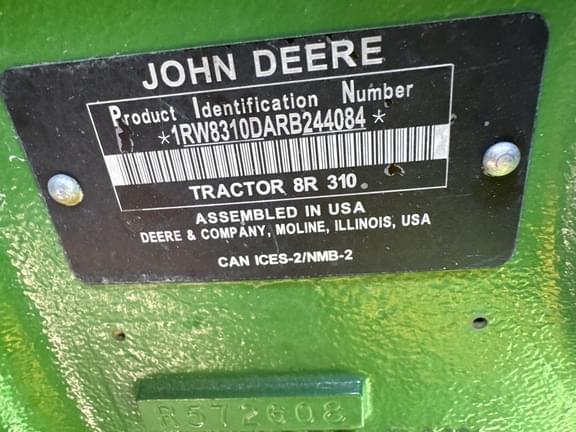 JOHN DEERE
Product Identification Number
*1RW8310DARB244084*
TRACTOR 8R 310
ASSEMBLED IN USA
DEERE & COMPANY, MOLINE, ILLINOIS, USA
CAN ICES-2/NMB-2
R572608